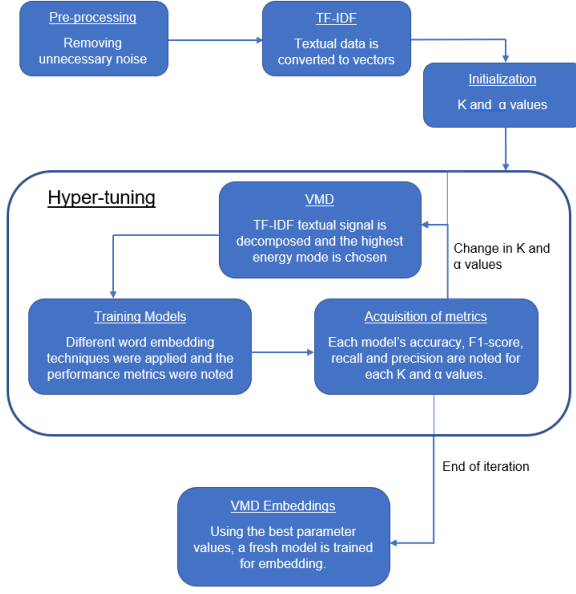 Pre-processing
Removing
unnecessary noise
TF-IDF
Textual data is
converted to vectors
Initialization
K and α values
Hyper-tuning
VMD
TF-IDF textual signal is
decomposed and the highest
energy mode is chosen
Change in K and
α values
Training Models
Different word embedding
techniques were applied and the
performance metrics were noted
Acquisition of metrics
Each model's accuracy, F1-score,
recall and precision are noted for
each K and α values.
End of iteration
VMD Embeddings
Using the best parameter
values, a fresh model is trained
for embedding.